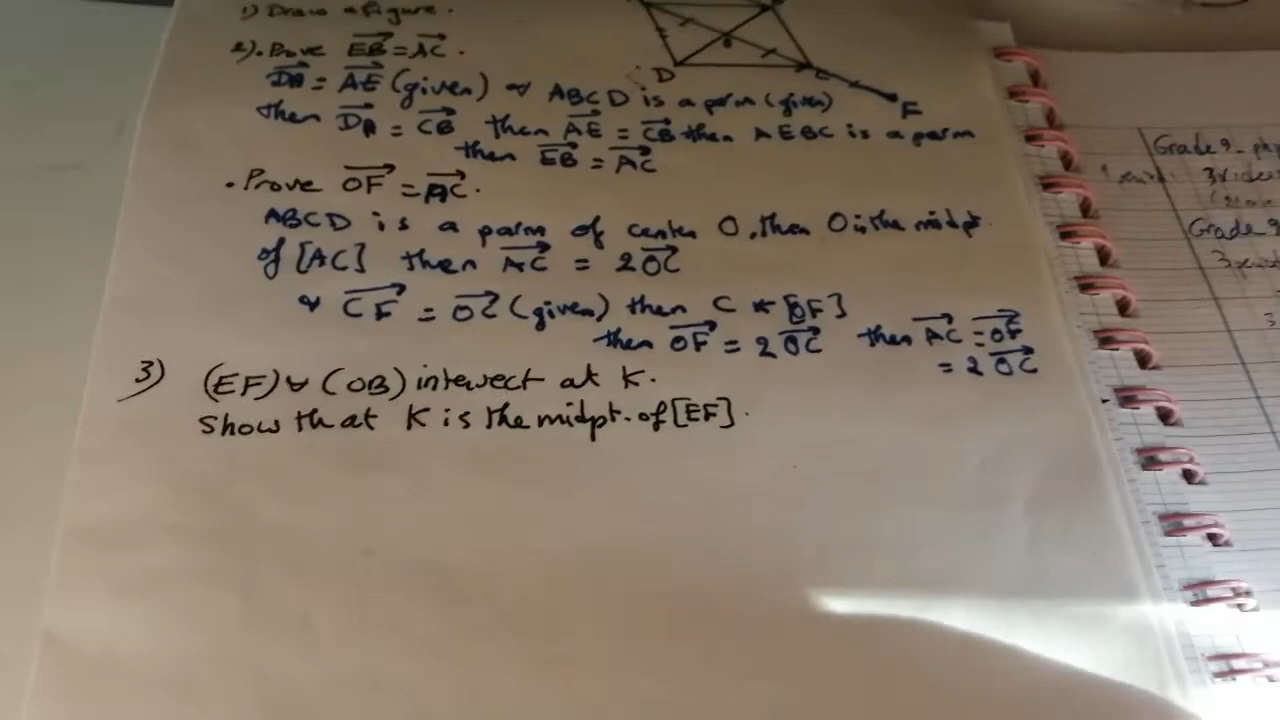 1) Draw a figure.
2). Prove EB = AC.
DA = AE (given) & ABCD is a parm (given)
then DA = CB then AE = CB then AEBC is a parm
then EB = AC
. Prove OF = AC.
ABCD is a parm of center O, then O is the midpt.
of [AC] then AC = 2OC
& CF = OC (given) then C * [OF]
then OF = 2OC then AC = OF
= 2OC
3) (EF) & (OB) intersect at K.
Show that K is the midpt. of [EF].
D
C
F
Grade 9 -
Grade 9